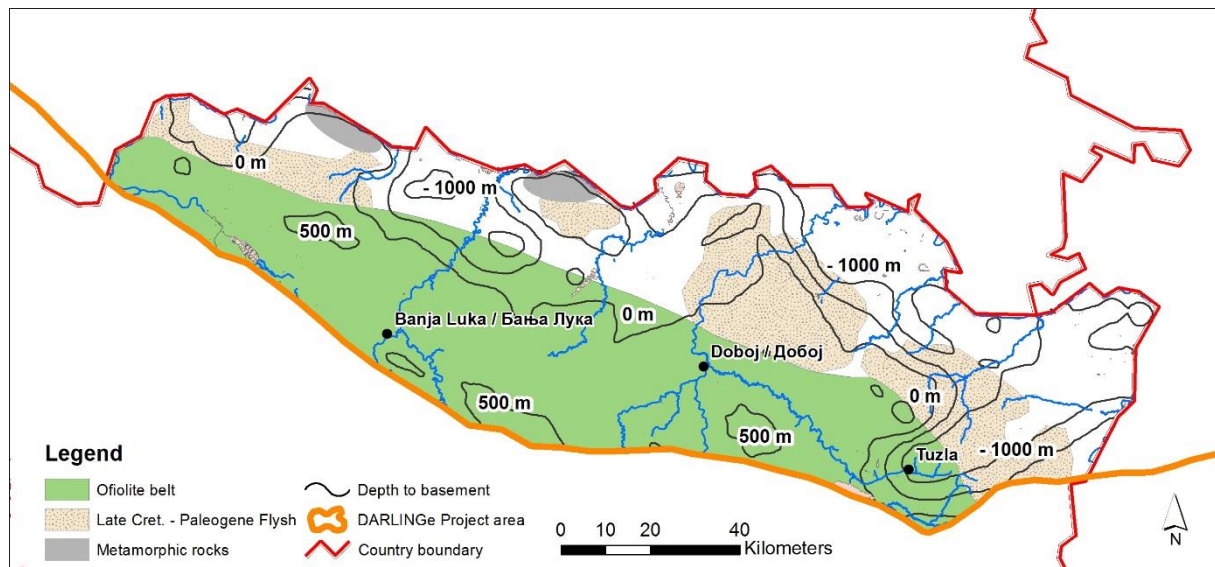 0 m
- 1000 m
500 m
- 1000 m
Banja Luka / Бања Лука
0 m
Doboj / Добој
500 m
0 m
500 m
Tuzla
- 1000 m
Legend
Ofiolite belt
Late Cret. - Paleogene Flysh
Metamorphic rocks
Depth to basement
DARLINGe Project area
Country boundary
0 10 20 40
Kilometers
N